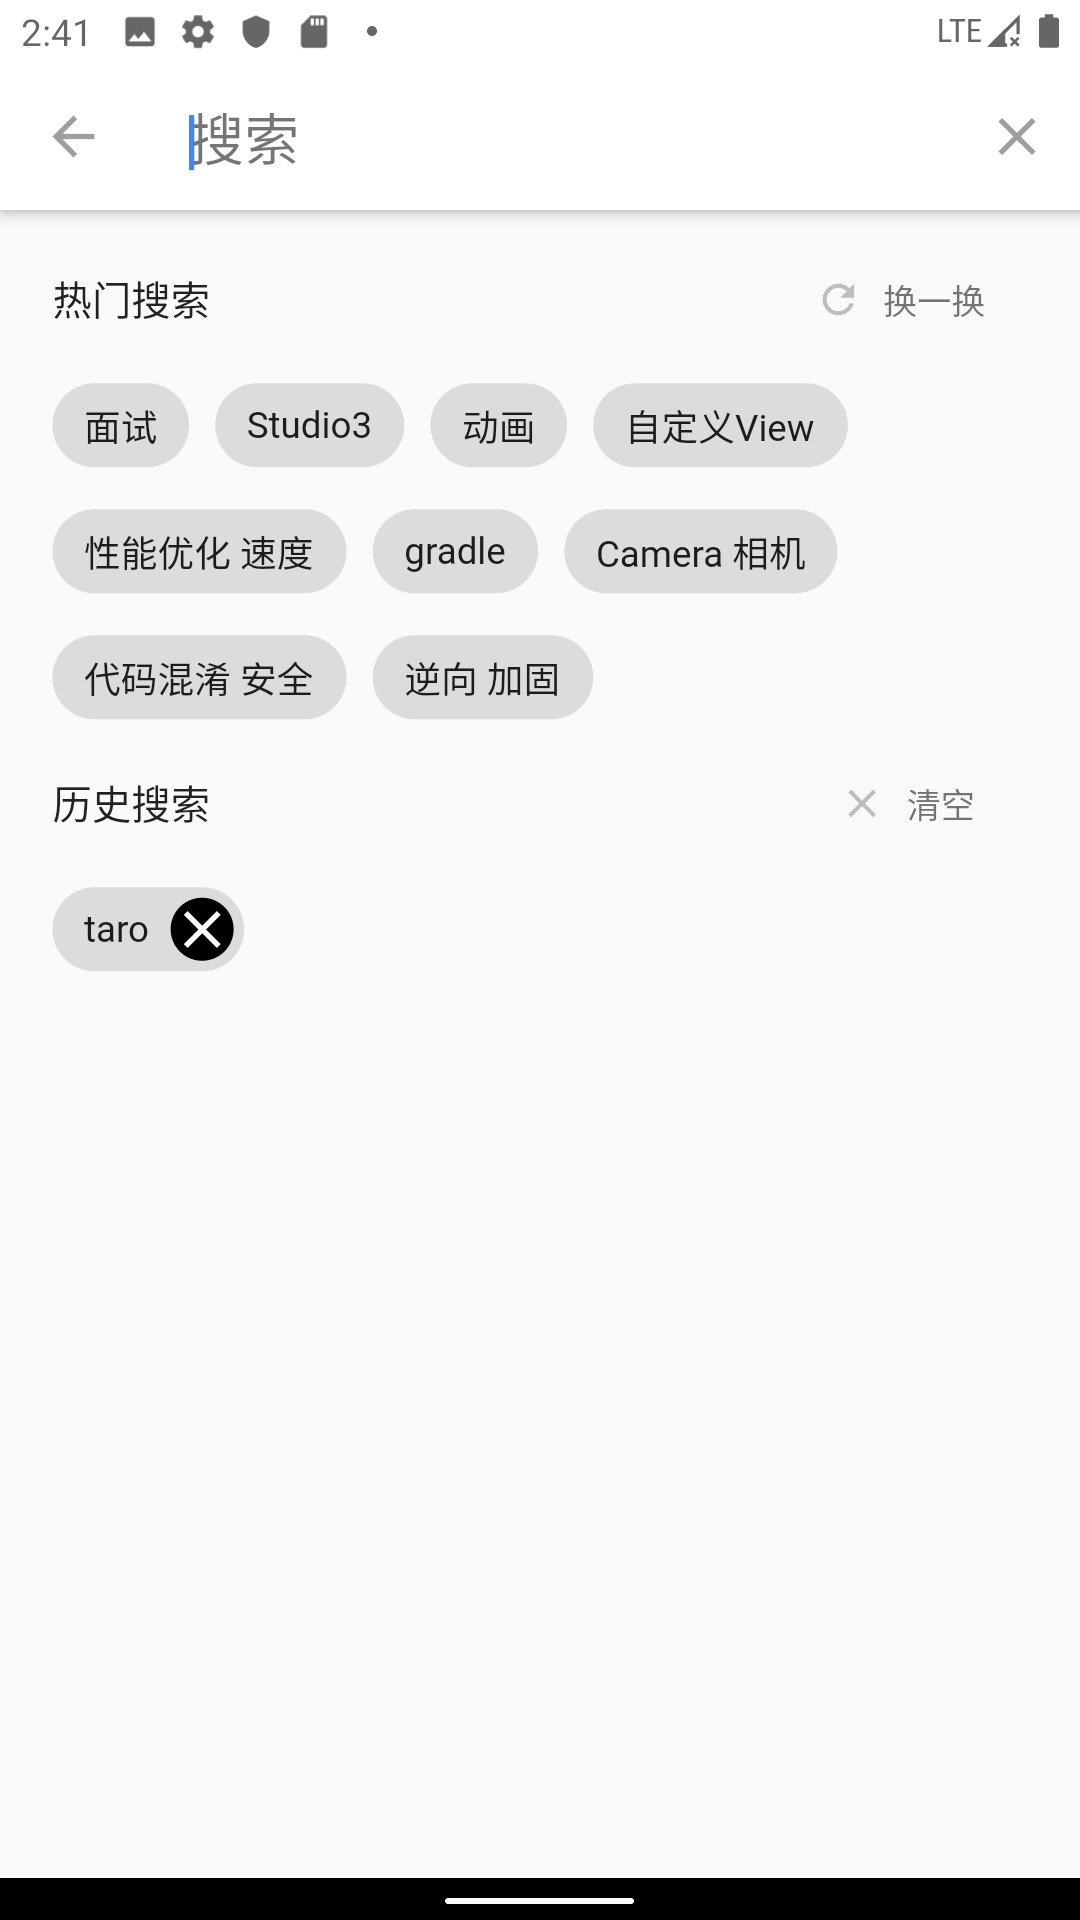 2:41 LTE
搜索
热门搜索 换一换
面试 Studio3 动画 自定义View
性能优化 速度 gradle Camera 相机
代码混淆 安全 逆向 加固
历史搜索 清空
taro